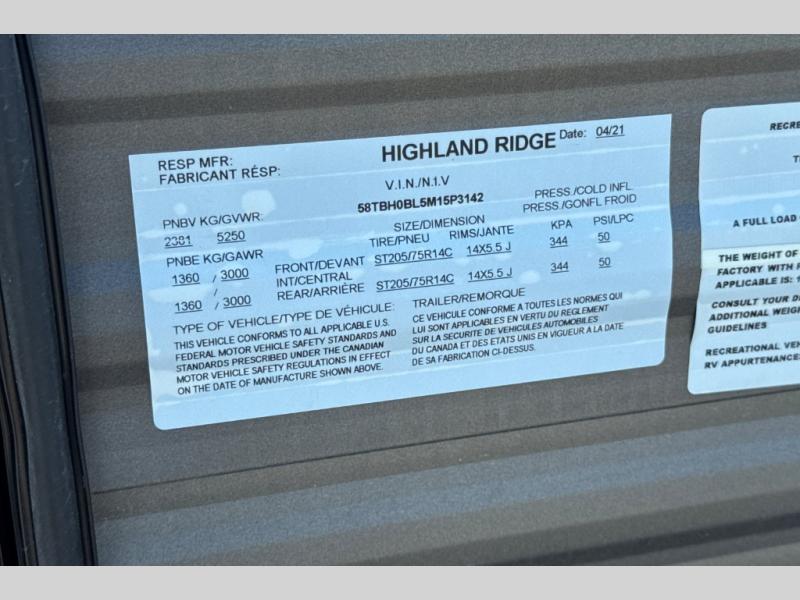 RESP MFR: HIGHLAND RIDGE Date: 04/21
FABRICANT RÉSP:
V.I.N./N.I.V
58TBH0BL5M15P3142
PNBV KG/GVWR: SIZE/DIMENSION PRESS./COLD INFL.
2381 5250 TIRE/PNEU RIMS/JANTE PRESS./GONFL FROID
PNBE KG/GAWR KPA PSI/LPC
1360 / 3000 FRONT/DEVANT ST205/75R14C 14X5.5 J 344 50
/ INT/CENTRAL
1360 / 3000 REAR/ARRIÈRE ST205/75R14C 14X5.5 J 344 50
TYPE OF VEHICLE/TYPE DE VÉHICULE: TRAILER/REMORQUE
THIS VEHICLE CONFORMS TO ALL APPLICABLE U.S.
FEDERAL MOTOR VEHICLE SAFETY STANDARDS AND
STANDARDS PRESCRIBED UNDER THE CANADIAN
MOTOR VEHICLE SAFETY REGULATIONS IN EFFECT
ON THE DATE OF MANUFACTURE SHOWN ABOVE.
CE VEHICULE CONFORME A TOUTES LES NORMES QUI
LUI SONT APPLICABLES EN VERTU DU REGLEMENT
SUR LA SECURITE DE VEHICULES AUTOMOBILES
DU CANADA ET DES ETATS UNIS EN VIGUEUR A LA DATE
DE SA FABRICATION CI-DESSUS.
RECRE
A FULL LOAD
THE WEIGHT OF
FACTORY WITH
APPLICABLE IS:
CONSULT YOUR
ADDITIONAL WEIG
GUIDELINES
RECREATIONAL VEH
RV APPURTENANC